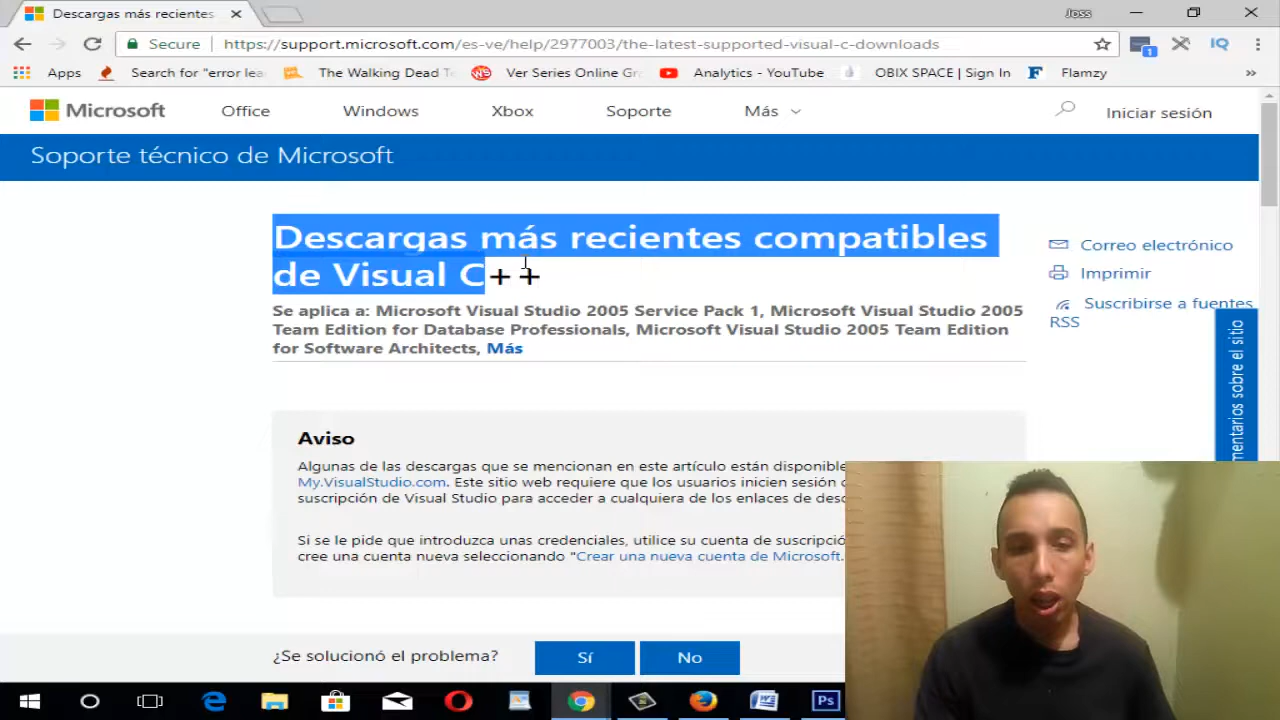 Descargas más recientes
Joss
Secure
https://support.microsoft.com/es-ve/help/2977003/the-latest-supported-visual-c-downloads
1
IQ
Apps
Search for "error lea
The Walking Dead T
Ver Series Online Gr
Analytics - YouTube
OBIX SPACE | Sign In
Flamzy
»
Microsoft
Office
Windows
Xbox
Soporte
Más
Iniciar sesión
Soporte técnico de Microsoft
Descargas más recientes compatibles
de Visual C++
Se aplica a: Microsoft Visual Studio 2005 Service Pack 1, Microsoft Visual Studio 2005
Team Edition for Database Professionals, Microsoft Visual Studio 2005 Team Edition
for Software Architects, Más
Correo electrónico
Imprimir
Suscribirse a fuentes
RSS
mentarios sobre el sitio
Aviso
Algunas de las descargas que se mencionan en este artículo están disponible
My.VisualStudio.com. Este sitio web requiere que los usuarios inicien sesión
suscripción de Visual Studio para acceder a cualquiera de los enlaces de des
Si se le pide que introduzca unas credenciales, utilice su cuenta de suscripció
cree una cuenta nueva seleccionando "Crear una nueva cuenta de Microsoft.
¿Se solucionó el problema?
Sí
No
Ps